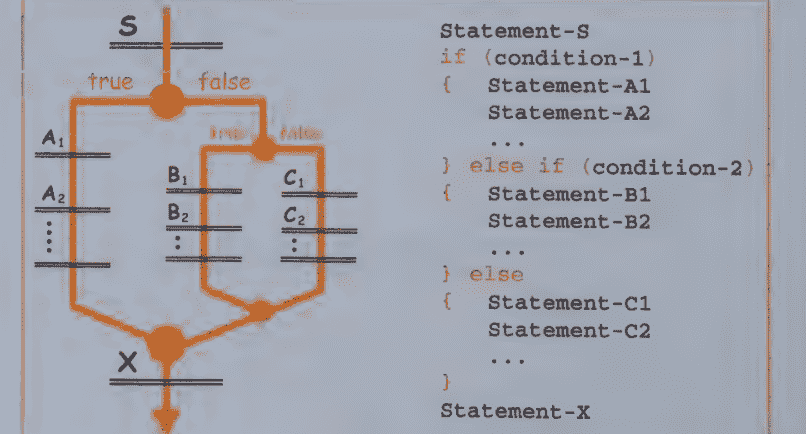 S
true false
true false
A1
A2
B1
B2
C1
C2
X
Statement-S
if (condition-1)
{ Statement-A1
Statement-A2
...
} else if (condition-2)
{ Statement-B1
Statement-B2
...
} else
{ Statement-C1
Statement-C2
...
}
Statement-X